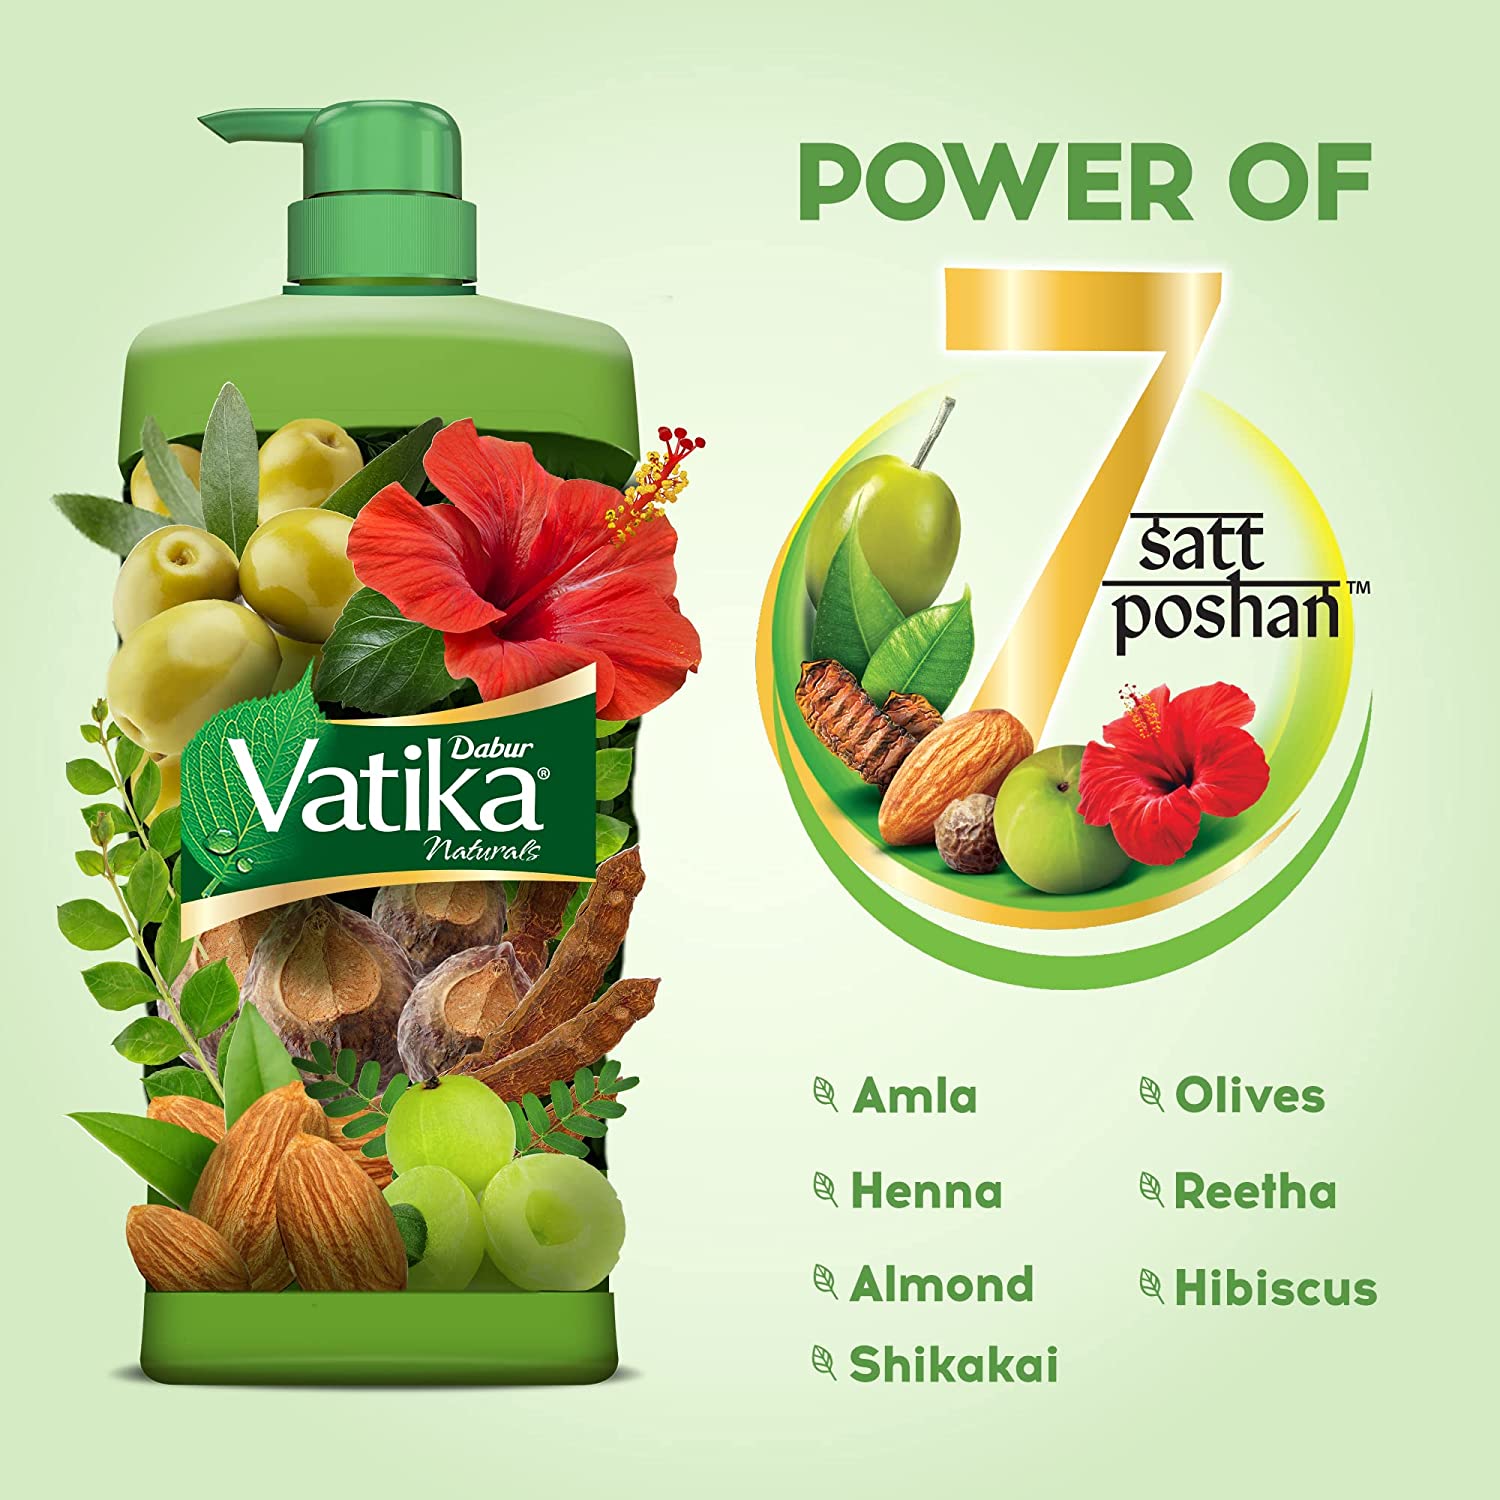 POWER OF
7
satt
poshan™
Dabur
Vatika®
Naturals
Amla
Henna
Almond
Shikakai
Olives
Reetha
Hibiscus